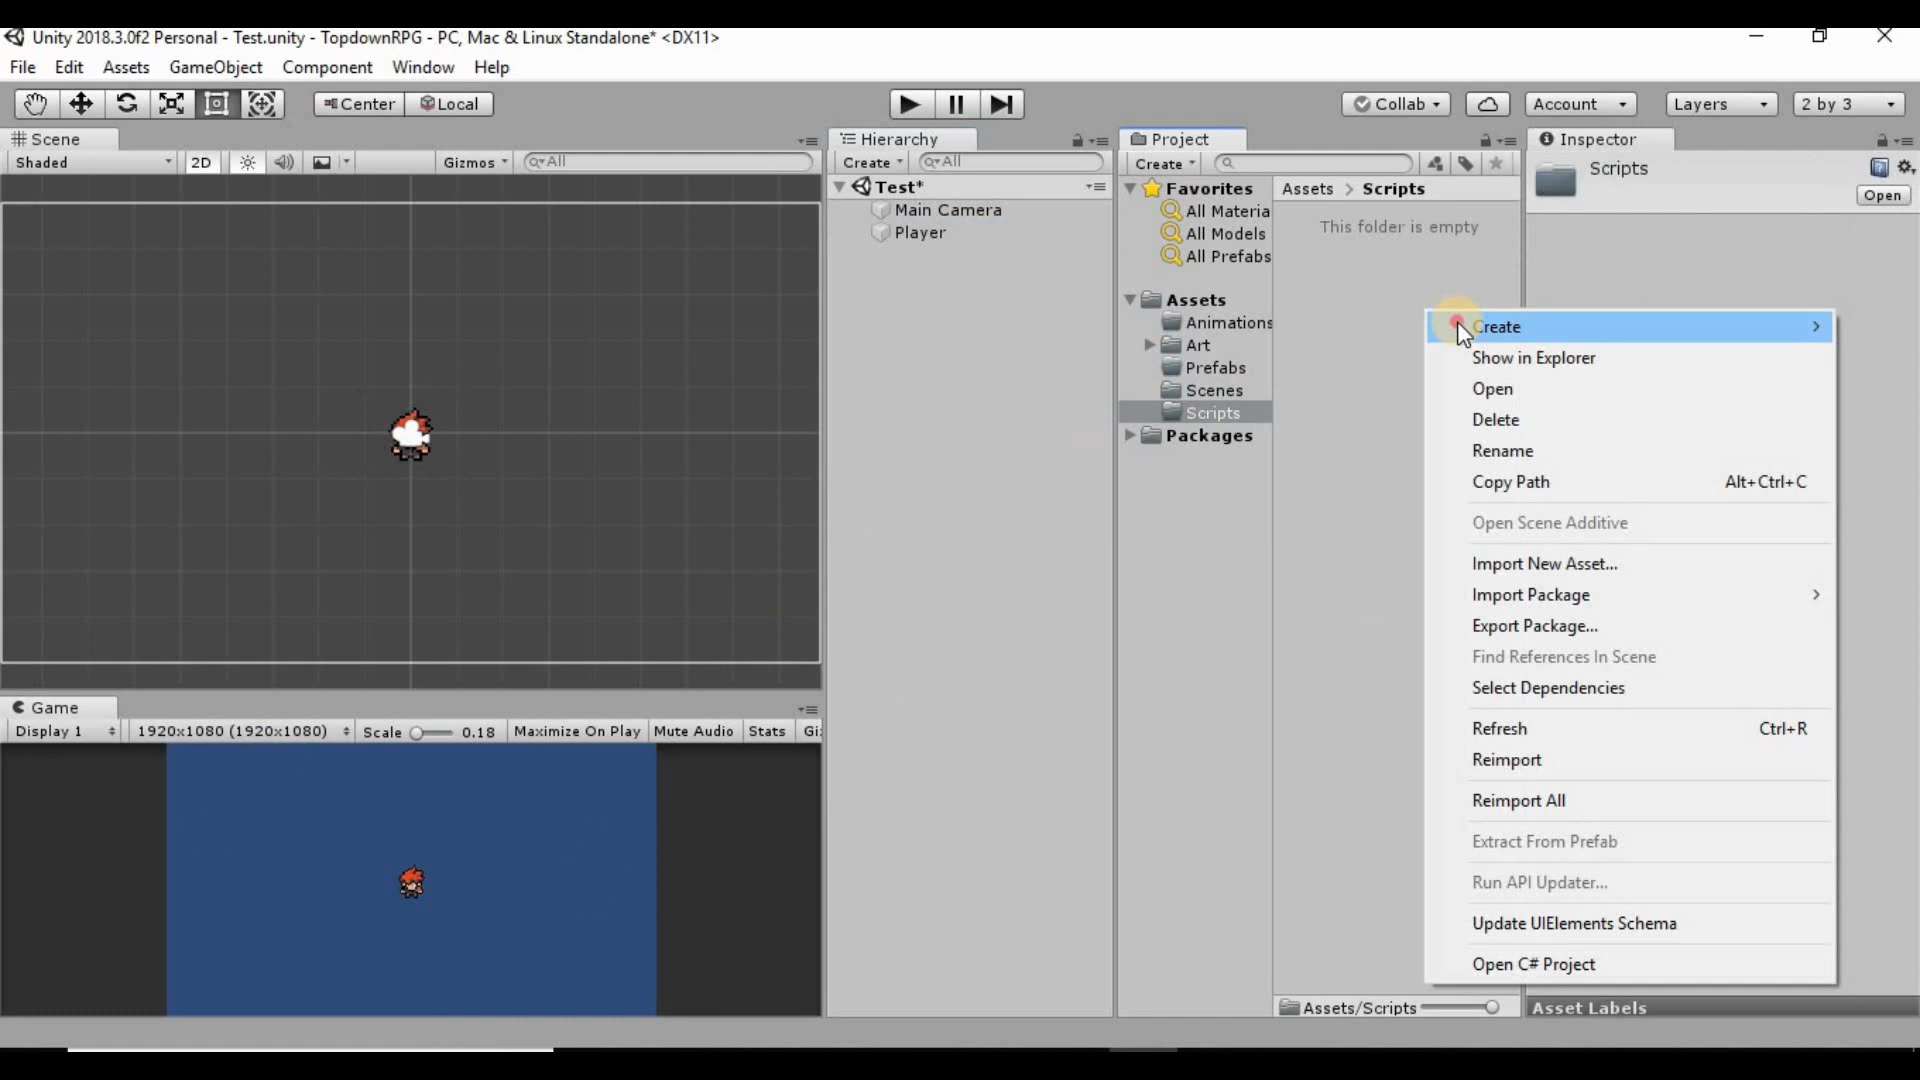 Unity 2018.3.0f2 Personal - Test.unity - TopdownRPG - PC, Mac & Linux Standalone* <DX11>
File Edit Assets GameObject Component Window Help
Center Local Collab Account Layers 2 by 3
Scene
Shaded 2D Gizmos All
Hierarchy
Create All
Test*
Main Camera
Player
Project
Create
Favorites
All Materia
All Models
All Prefabs
Assets
Animations
Art
Prefabs
Scenes
Scripts
Packages
Assets > Scripts
This folder is empty
Assets/Scripts
Inspector
Scripts
Open
Create
Show in Explorer
Open
Delete
Rename
Copy Path Alt+Ctrl+C
Open Scene Additive
Import New Asset...
Import Package
Export Package...
Find References In Scene
Select Dependencies
Refresh Ctrl+R
Reimport
Reimport All
Extract From Prefab
Run API Updater...
Update UIElements Schema
Open C# Project
Asset Labels
Game
Display 1 1920x1080 (1920x1080) Scale 0.18 Maximize On Play Mute Audio Stats Gi